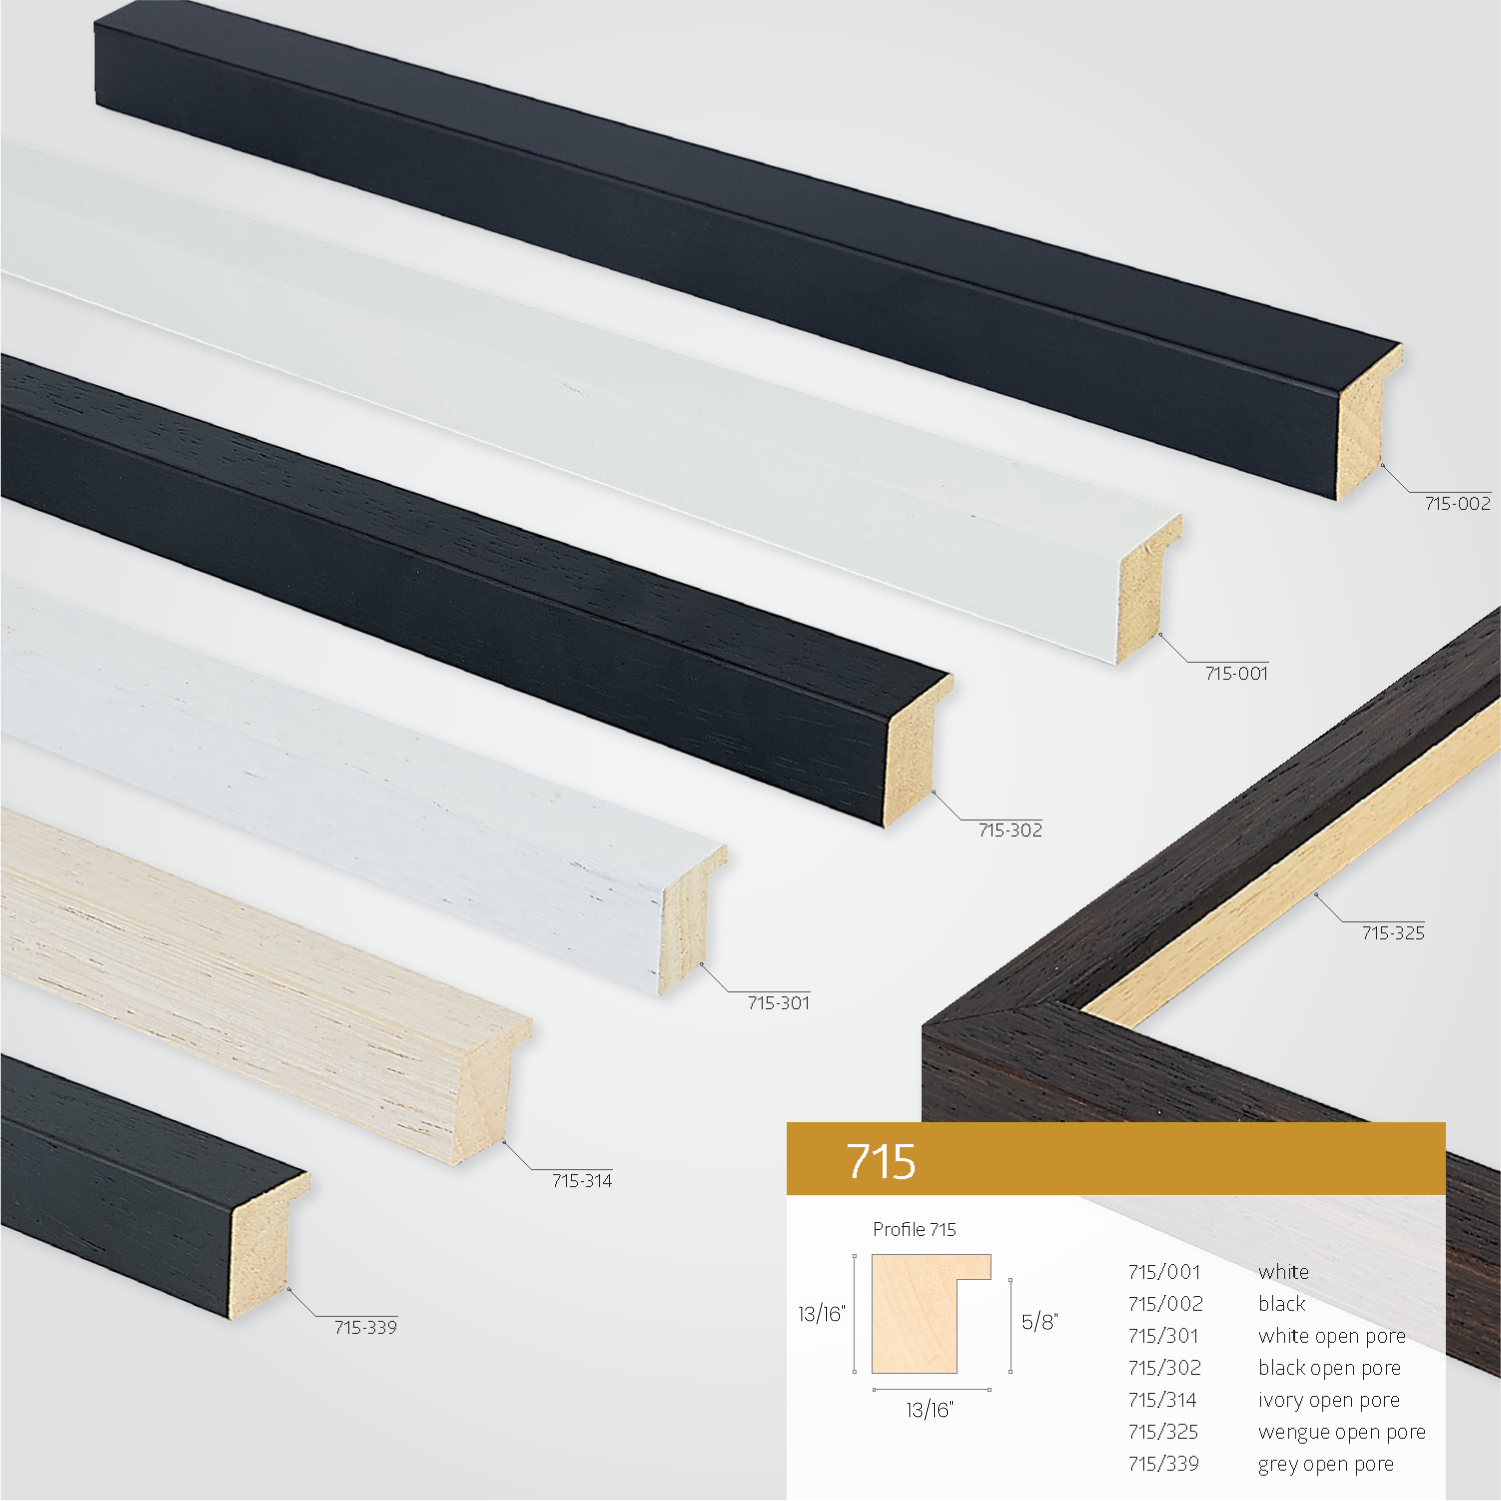 715-002
715-001
715-302
715-325
715-301
715-314
715-339
715
Profile 715
13/16"
5/8"
13/16"
715/001 white
715/002 black
715/301 white open pore
715/302 black open pore
715/314 ivory open pore
715/325 wengue open pore
715/339 grey open pore